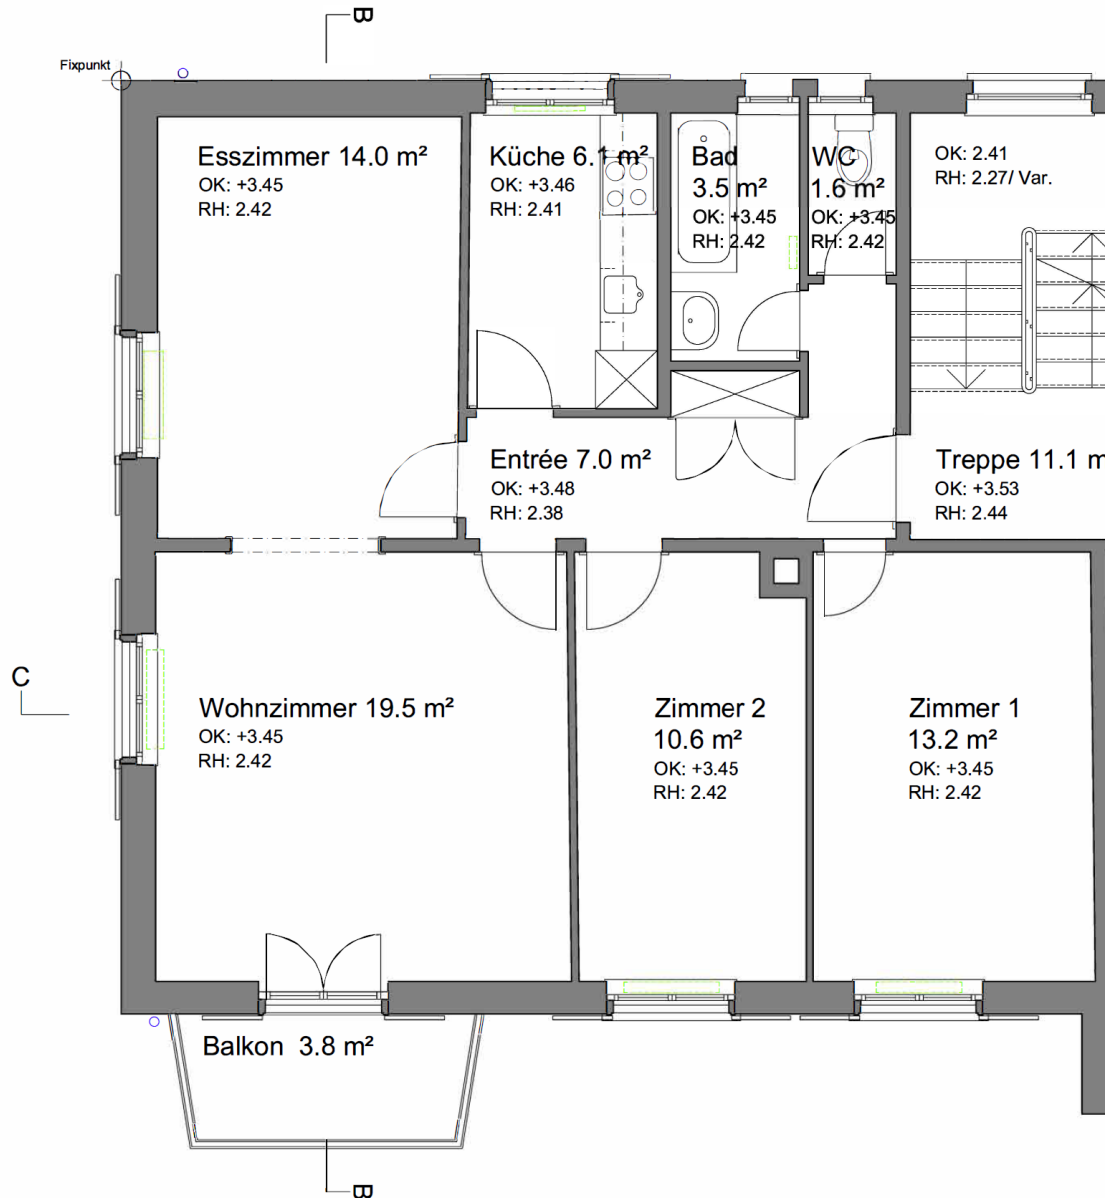 B
Fixpunkt
Esszimmer 14.0 m²
OK: +3.45
RH: 2.42
Küche 6.1 m²
OK: +3.46
RH: 2.41
Bad
3.5 m²
OK: +3.45
RH: 2.42
WC
1.6 m²
OK: +3.45
RH: 2.42
OK: 2.41
RH: 2.27/ Var.
Entrée 7.0 m²
OK: +3.48
RH: 2.38
Treppe 11.1 m
OK: +3.53
RH: 2.44
C
Wohnzimmer 19.5 m²
OK: +3.45
RH: 2.42
Zimmer 2
10.6 m²
OK: +3.45
RH: 2.42
Zimmer 1
13.2 m²
OK: +3.45
RH: 2.42
Balkon 3.8 m²
B